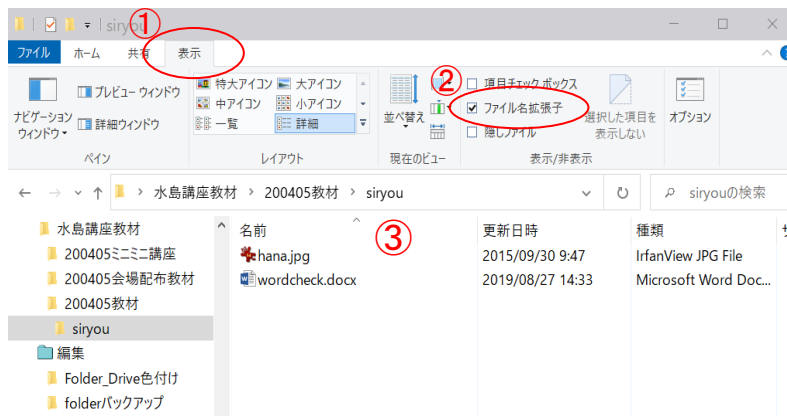 siryou
①
ファイル ホーム 共有 表示
ナビゲーション
ウィンドウ
プレビュー ウィンドウ
詳細ウィンドウ
ペイン
特大アイコン 大アイコン
中アイコン 小アイコン
一覧 詳細
レイアウト
並べ替え
現在のビュー
②
項目チェック ボックス
ファイル名拡張子
隠しファイル
選択した項目を
表示しない
表示/非表示
オプション
水島講座教材 › 200405教材 › siryou
siryouの検索
水島講座教材
200405ミニミニ講座
200405会場配布教材
200405教材
siryou
編集
Folder_Drive色付け
folderバックアップ
③
名前 更新日時 種類
hana.jpg 2015/09/30 9:47 IrfanView JPG File
wordcheck.docx 2019/08/27 14:33 Microsoft Word Doc...